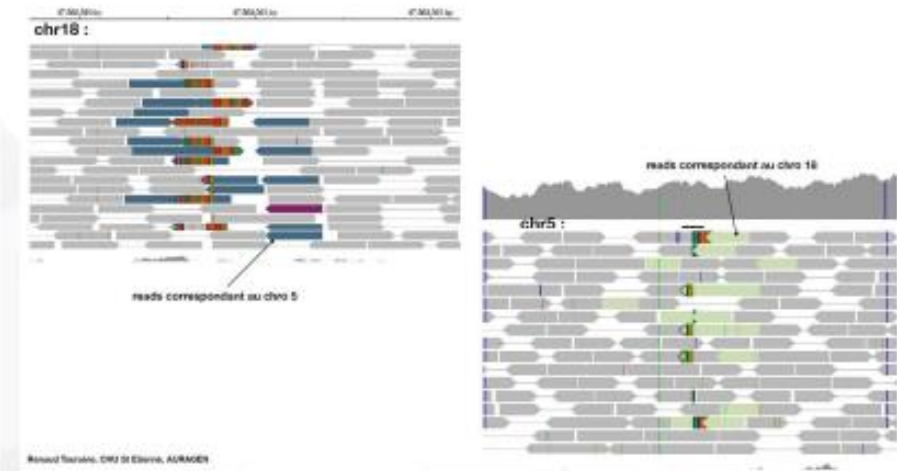 chr18 :
reads correspondant au chro 5
reads correspondant au chro 18
chr5 :
Renaud Touraine, CHU St Etienne, AURAGEN